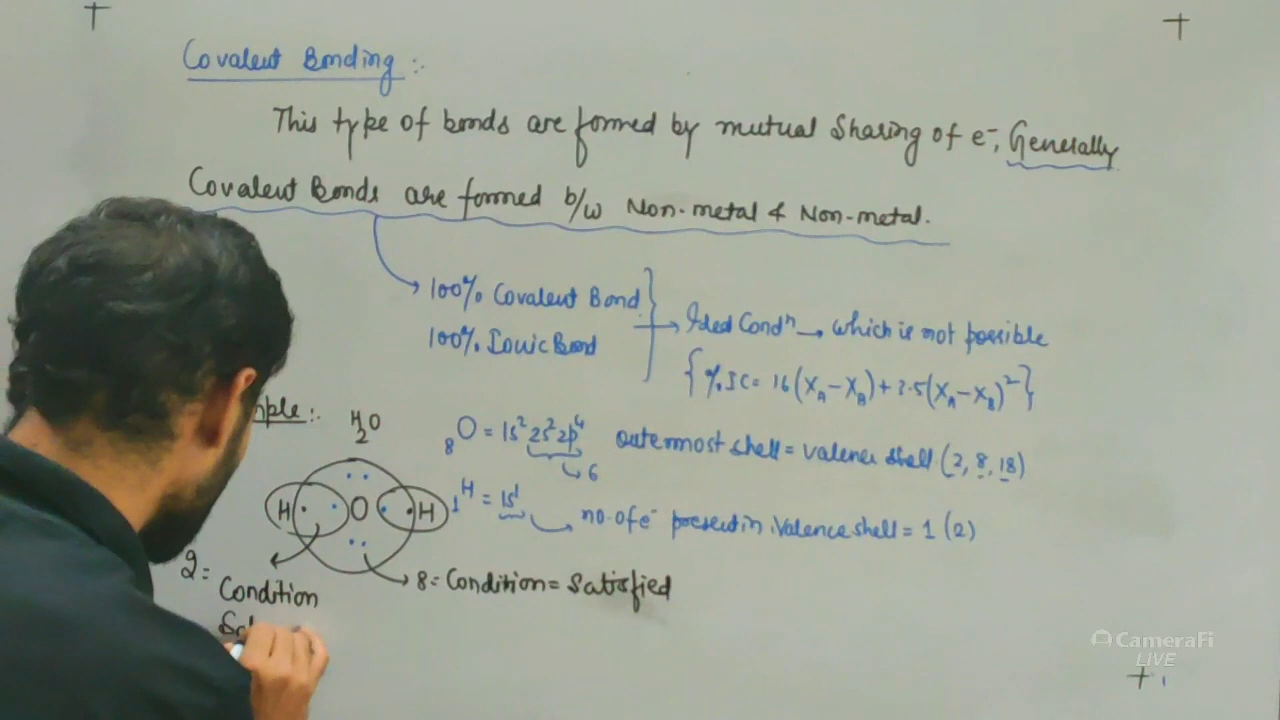 Covalent Bonding :-
This type of bonds are formed by mutual Sharing of e⁻, Generally
Covalent Bonds are formed b/w Non-metal & Non-metal.
100% Covalent Bond
100% Ionic Bond
Ideal Condⁿ → which is not possible
{%IC = 16(X_A − X_B) + 3.5(X_A − X_B)²}
mple :-
H₂O
₈O = 1s² 2s² 2p⁴ outermost shell = valence shell (2, 8, 18)
6
₁H = 1s¹ no. of e⁻ present in valence shell = 1 (2)
H O H
8 = Condition = Satisfied
2 = Condition
CameraFi
LIVE